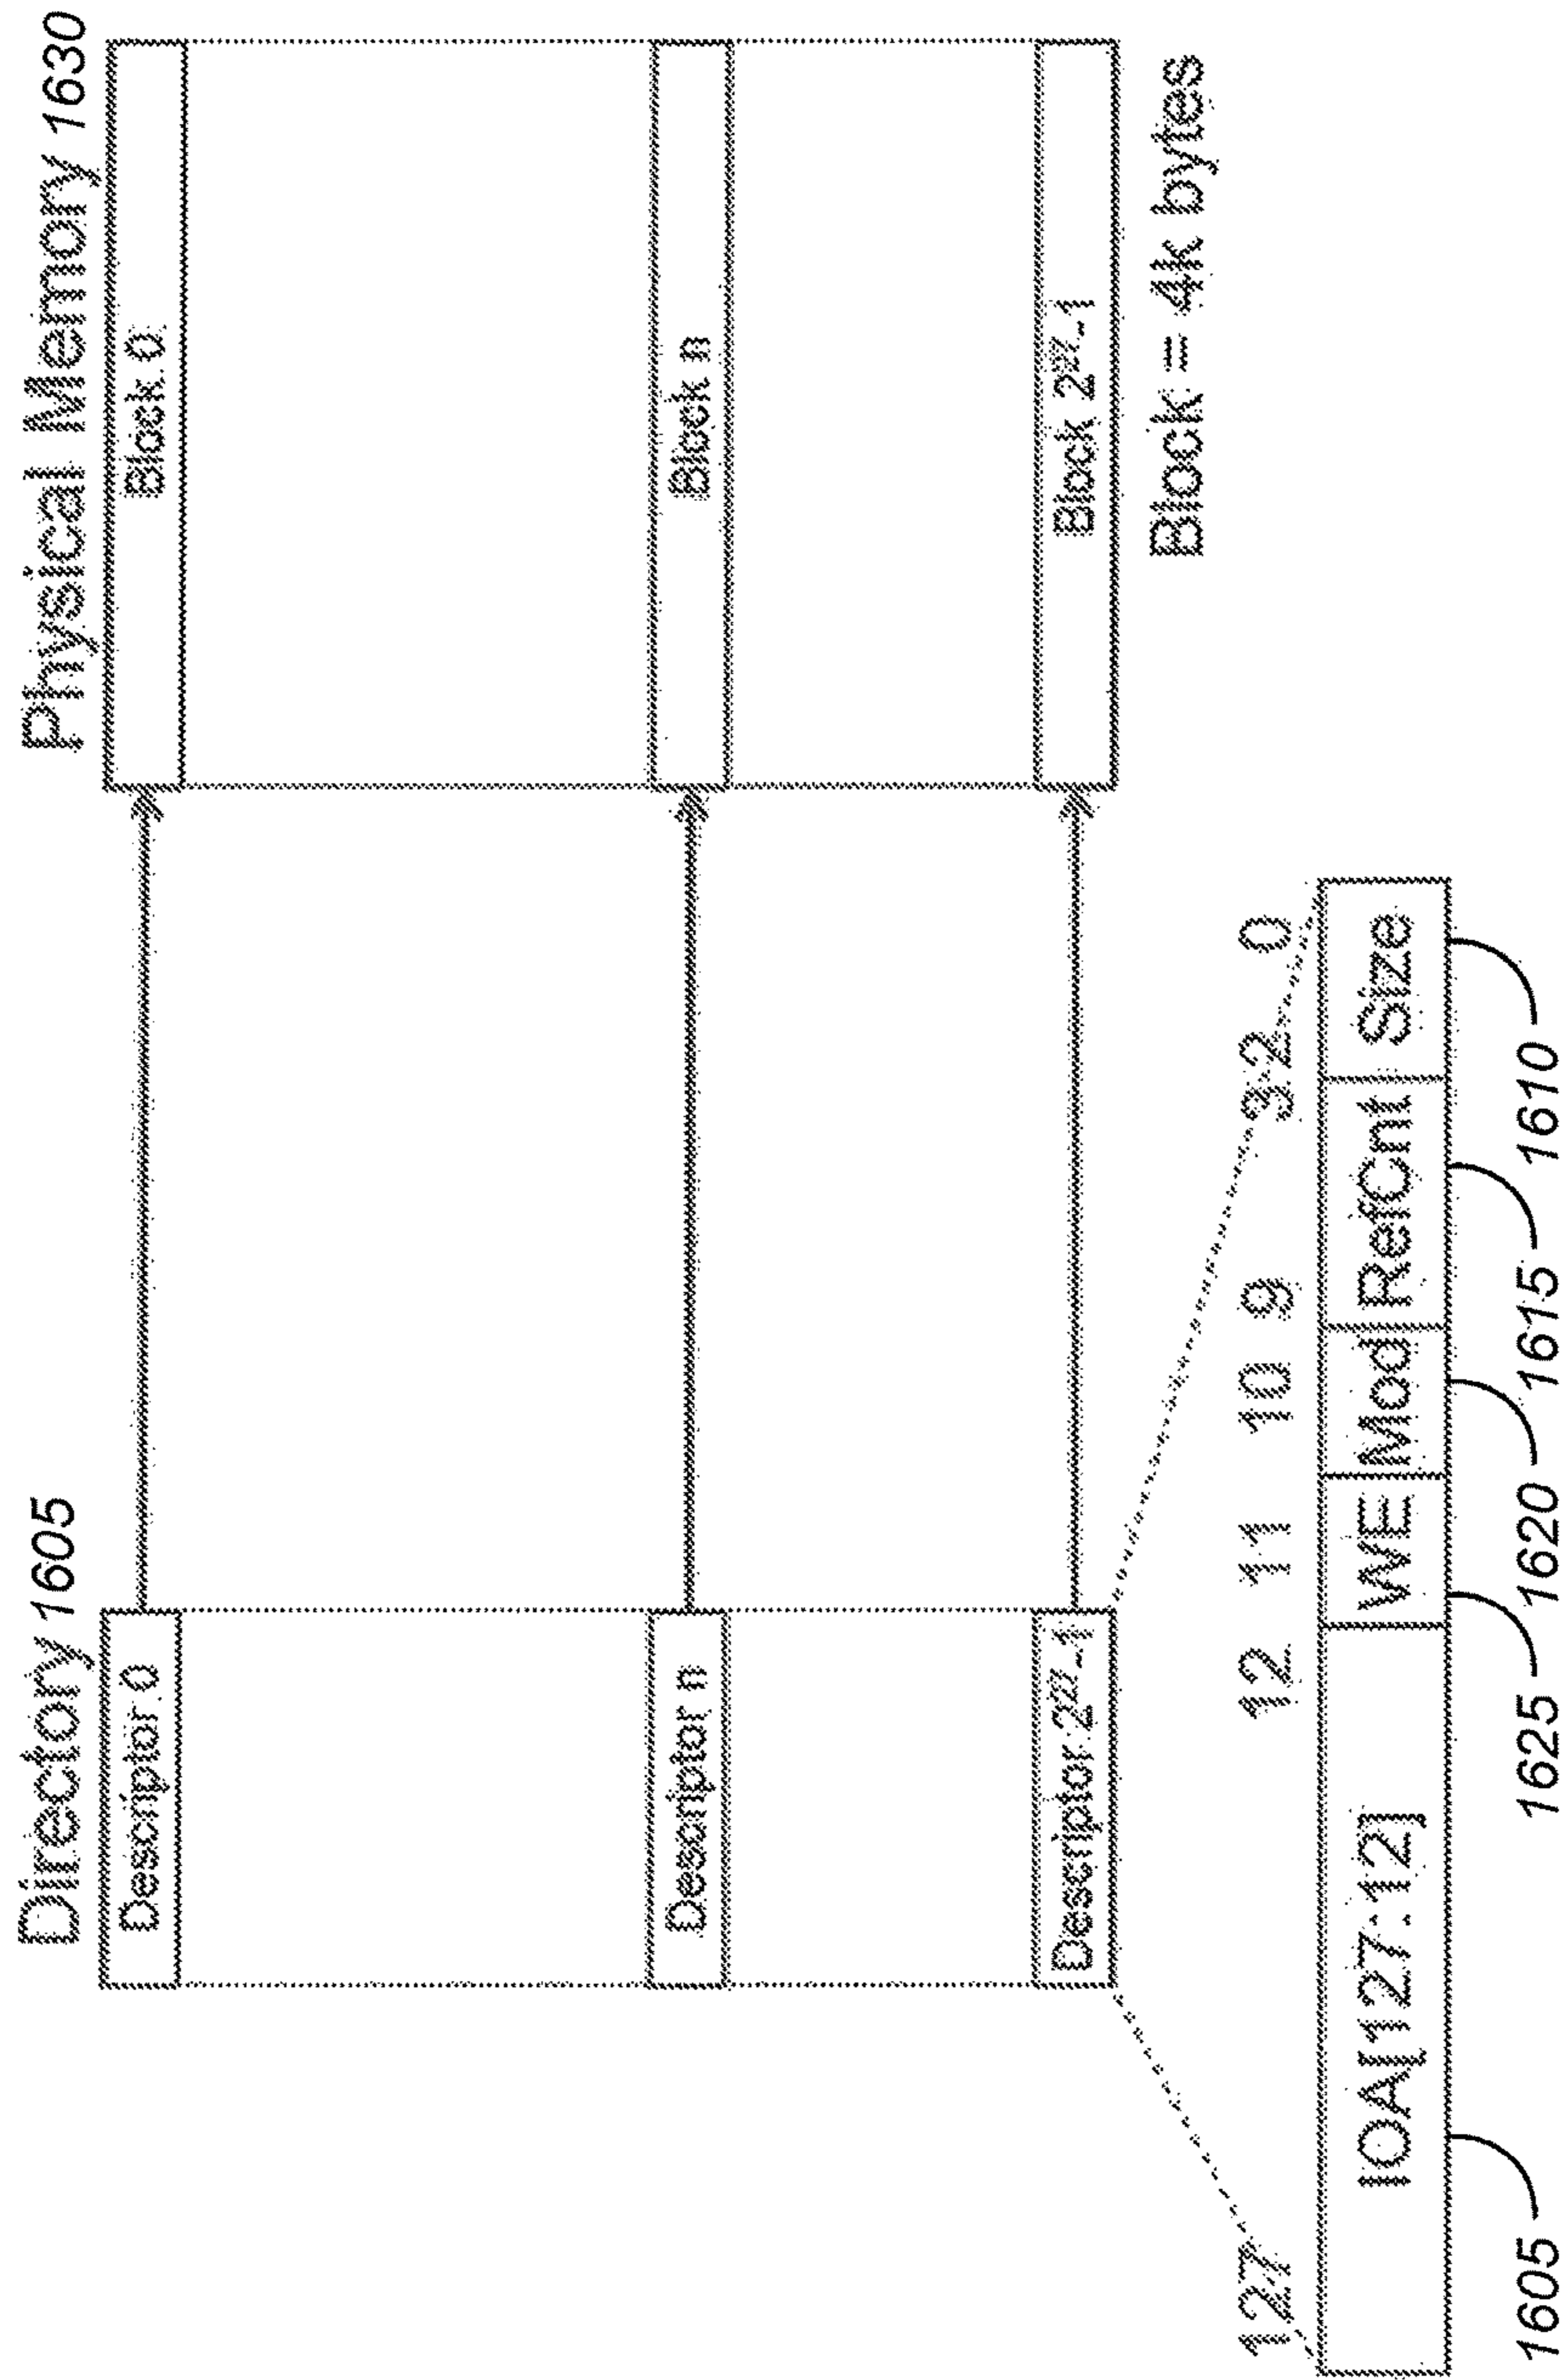 Directory 1605
Physical Memory 1630
Descriptor 0
Block 0
Descriptor n
Block n
Descriptor 2²⁷-1
Block 2²⁷-1
Block = 4k bytes
127 12 11 10 9 3 2 0
IOA[127:12] WE Mod RefCnt Size
1605 1625 1620 1615 1610